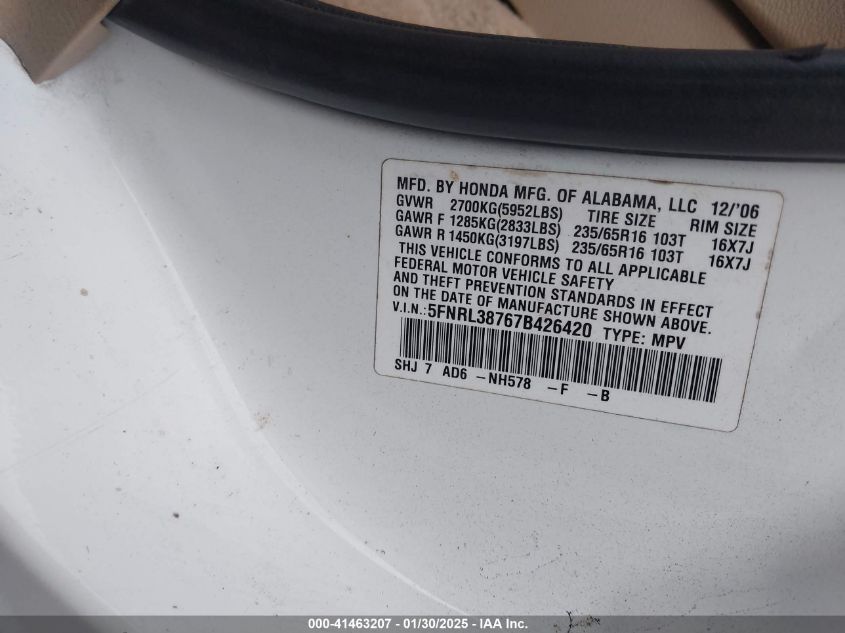 MFD. BY HONDA MFG. OF ALABAMA, LLC 12/'06
GVWR 2700KG(5952LBS) TIRE SIZE RIM SIZE
GAWR F 1285KG(2833LBS) 235/65R16 103T 16X7J
GAWR R 1450KG(3197LBS) 235/65R16 103T 16X7J
THIS VEHICLE CONFORMS TO ALL APPLICABLE
FEDERAL MOTOR VEHICLE SAFETY
AND THEFT PREVENTION STANDARDS IN EFFECT
ON THE DATE OF MANUFACTURE SHOWN ABOVE.
V.I.N.:5FNRL38767B426420 TYPE: MPV
SHJ 7 AD6 -NH578 -F -B
000-41463207 - 01/30/2025 - IAA Inc.